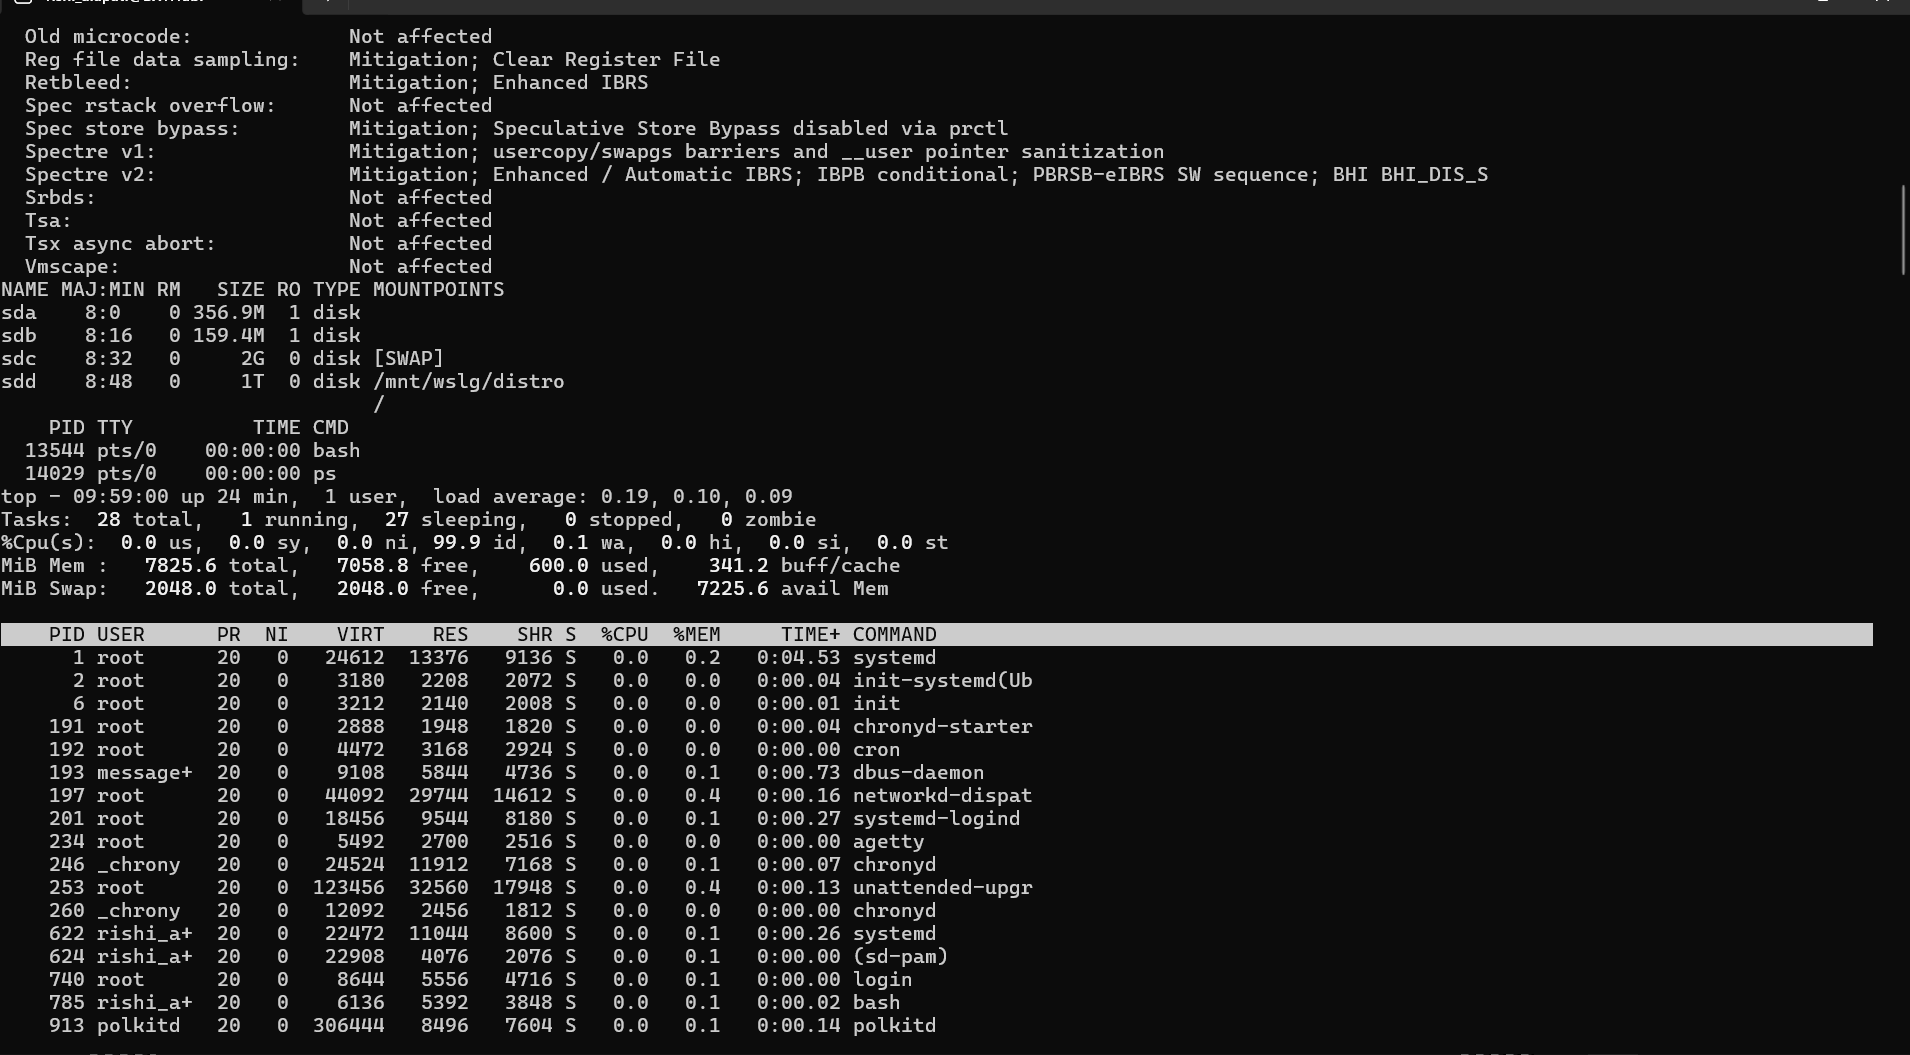 Old microcode: Not affected
Reg file data sampling: Mitigation; Clear Register File
Retbleed: Mitigation; Enhanced IBRS
Spec rstack overflow: Not affected
Spec store bypass: Mitigation; Speculative Store Bypass disabled via prctl
Spectre v1: Mitigation; usercopy/swapgs barriers and __user pointer sanitization
Spectre v2: Mitigation; Enhanced / Automatic IBRS; IBPB conditional; PBRSB-eIBRS SW sequence; BHI BHI_DIS_S
Srbds: Not affected
Tsa: Not affected
Tsx async abort: Not affected
Vmscape: Not affected
NAME MAJ:MIN RM SIZE RO TYPE MOUNTPOINTS
sda 8:0 0 356.9M 1 disk
sdb 8:16 0 159.4M 1 disk
sdc 8:32 0 2G 0 disk [SWAP]
sdd 8:48 0 1T 0 disk /mnt/wslg/distro
/
PID TTY TIME CMD
13544 pts/0 00:00:00 bash
14029 pts/0 00:00:00 ps
top - 09:59:00 up 24 min, 1 user, load average: 0.19, 0.10, 0.09
Tasks: 28 total, 1 running, 27 sleeping, 0 stopped, 0 zombie
%Cpu(s): 0.0 us, 0.0 sy, 0.0 ni, 99.9 id, 0.1 wa, 0.0 hi, 0.0 si, 0.0 st
MiB Mem : 7825.6 total, 7058.8 free, 600.0 used, 341.2 buff/cache
MiB Swap: 2048.0 total, 2048.0 free, 0.0 used. 7225.6 avail Mem
PID USER PR NI VIRT RES SHR S %CPU %MEM TIME+ COMMAND
1 root 20 0 24612 13376 9136 S 0.0 0.2 0:04.53 systemd
2 root 20 0 3180 2208 2072 S 0.0 0.0 0:00.04 init-systemd(Ub
6 root 20 0 3212 2140 2008 S 0.0 0.0 0:00.01 init
191 root 20 0 2888 1948 1820 S 0.0 0.0 0:00.04 chronyd-starter
192 root 20 0 4472 3168 2924 S 0.0 0.0 0:00.00 cron
193 message+ 20 0 9108 5844 4736 S 0.0 0.1 0:00.73 dbus-daemon
197 root 20 0 44092 29744 14612 S 0.0 0.4 0:00.16 networkd-dispat
201 root 20 0 18456 9544 8180 S 0.0 0.1 0:00.27 systemd-logind
234 root 20 0 5492 2700 2516 S 0.0 0.0 0:00.00 agetty
246 _chrony 20 0 24524 11912 7168 S 0.0 0.1 0:00.07 chronyd
253 root 20 0 123456 32560 17948 S 0.0 0.4 0:00.13 unattended-upgr
260 _chrony 20 0 12092 2456 1812 S 0.0 0.0 0:00.00 chronyd
622 rishi_a+ 20 0 22472 11044 8600 S 0.0 0.1 0:00.26 systemd
624 rishi_a+ 20 0 22908 4076 2076 S 0.0 0.1 0:00.00 (sd-pam)
740 root 20 0 8644 5556 4716 S 0.0 0.1 0:00.00 login
785 rishi_a+ 20 0 6136 5392 3848 S 0.0 0.1 0:00.02 bash
913 polkitd 20 0 306444 8496 7604 S 0.0 0.1 0:00.14 polkitd